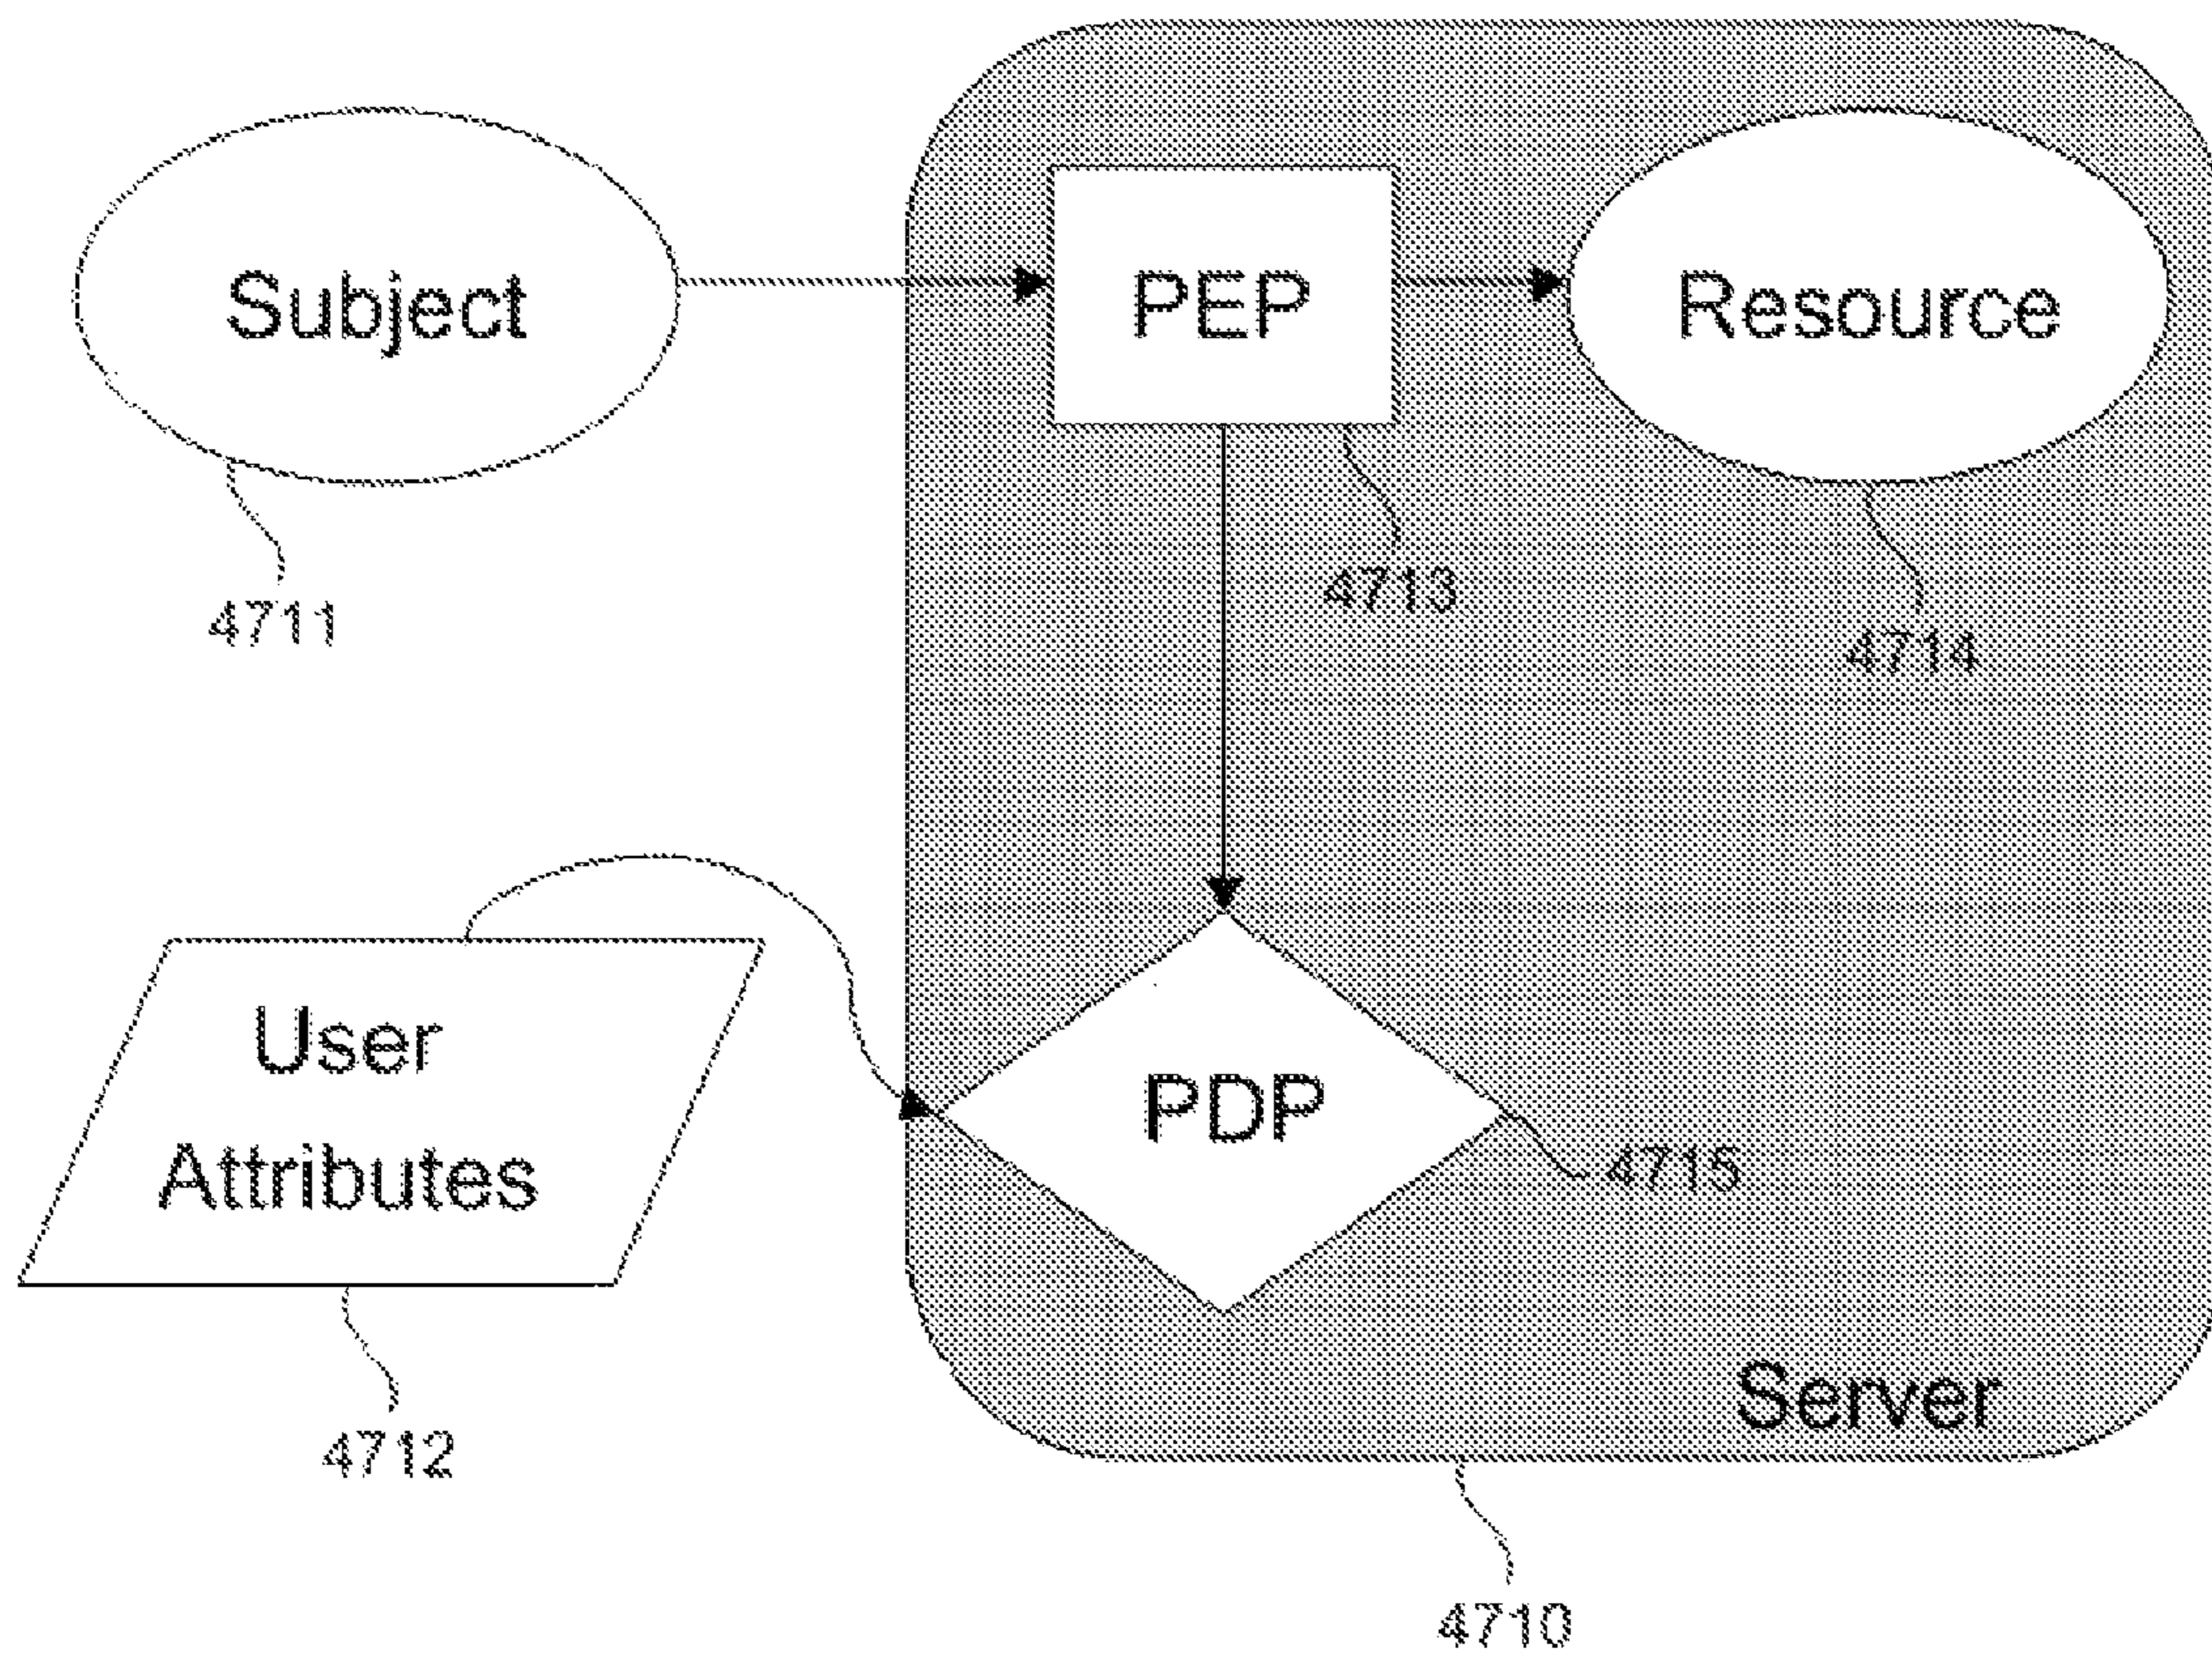 Subject
PEP
Resource
4711
4713
4714
User
Attributes
PDP
4715
Server
4712
4710